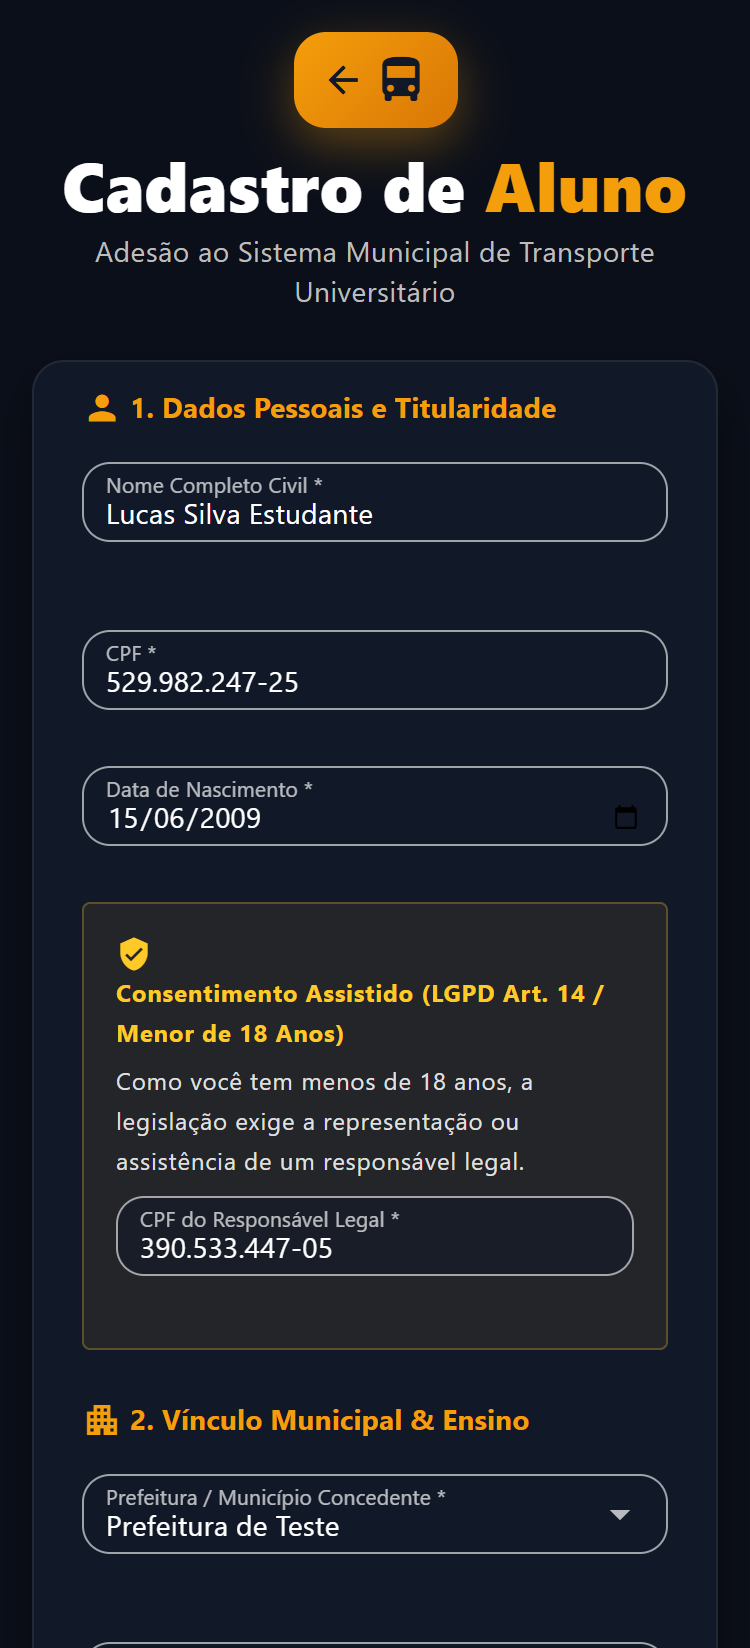 Cadastro de Aluno
Adesão ao Sistema Municipal de Transporte
Universitário
1. Dados Pessoais e Titularidade
Nome Completo Civil *
Lucas Silva Estudante
CPF *
529.982.247-25
Data de Nascimento *
15/06/2009
Consentimento Assistido (LGPD Art. 14 /
Menor de 18 Anos)
Como você tem menos de 18 anos, a
legislação exige a representação ou
assistência de um responsável legal.
CPF do Responsável Legal *
390.533.447-05
2. Vínculo Municipal & Ensino
Prefeitura / Município Concedente *
Prefeitura de Teste